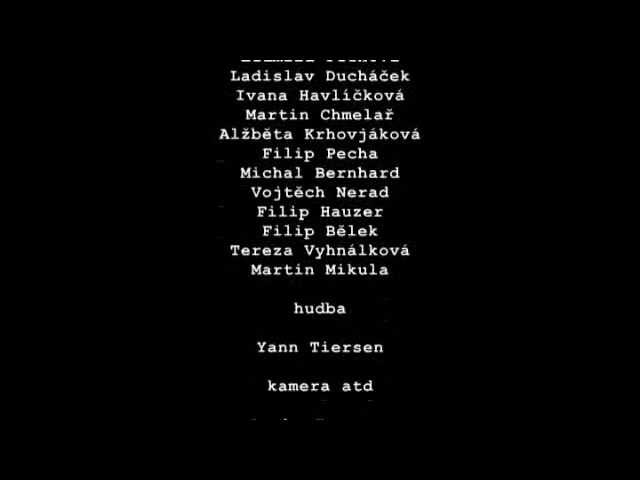 Ladislav Ducháček
Ivana Havlíčková
Martin Chmelař
Alžběta Krhovjáková
Filip Pecha
Michal Bernhard
Vojtěch Nerad
Filip Hauzer
Filip Bělek
Tereza Vyhnálková
Martin Mikula
hudba
Yann Tiersen
kamera atd